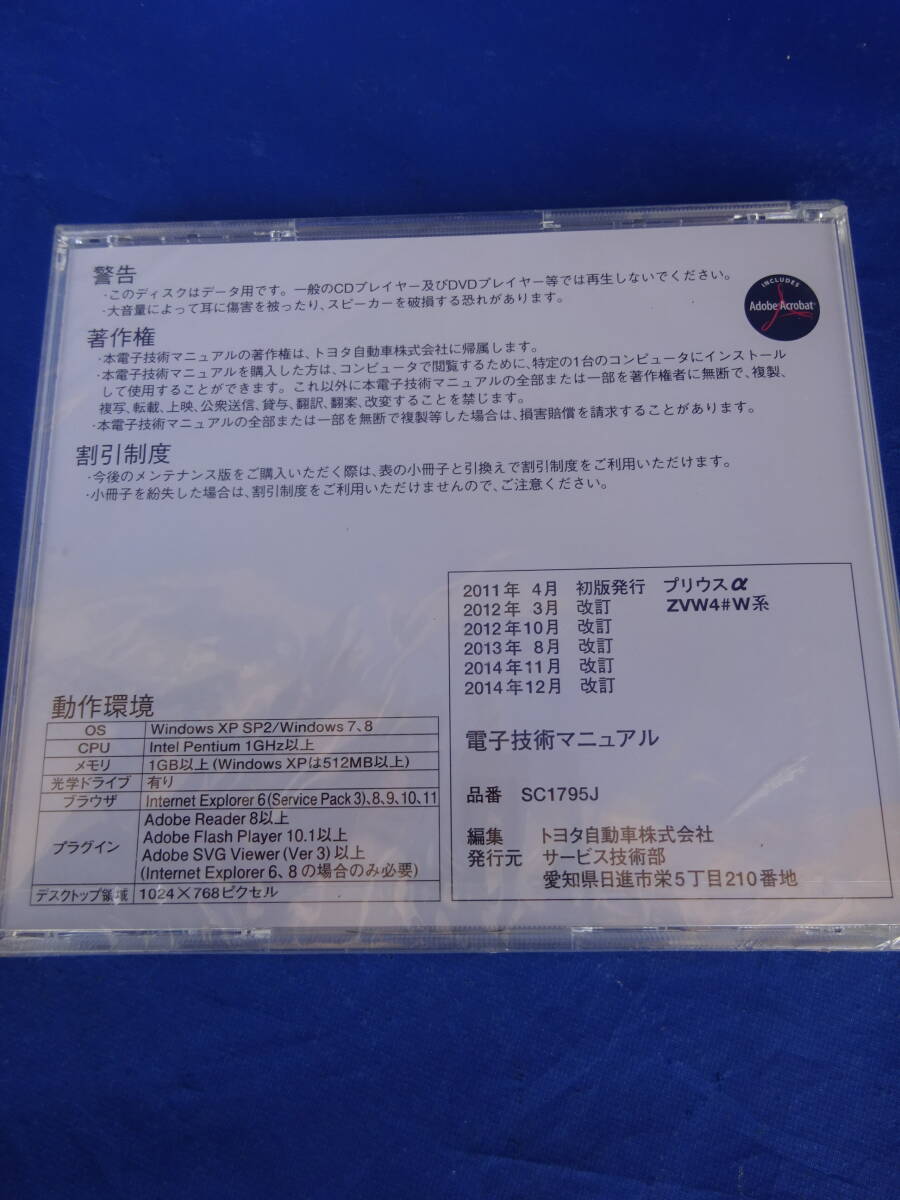 警告
・このディスクはデータ用です。一般のCDプレイヤー及びDVDプレイヤー等では再生しないでください。
・大音量によって耳に傷害を被ったり、スピーカーを破損する恐れがあります。
INCLUDES
Adobe Acrobat
著作権
・本電子技術マニュアルの著作権は、トヨタ自動車株式会社に帰属します。
・本電子技術マニュアルを購入した方は、コンピュータで閲覧するために、特定の1台のコンピュータにインストール
して使用することができます。これ以外に本電子技術マニュアルの全部または一部を著作権者に無断で、複製、
複写、転載、上映、公衆送信、貸与、翻訳、翻案、改変することを禁じます。
・本電子技術マニュアルの全部または一部を無断で複製等した場合は、損害賠償を請求することがあります。
割引制度
・今後のメンテナンス版をご購入いただく際は、表の小冊子と引換えで割引制度をご利用いただけます。
・小冊子を紛失した場合は、割引制度をご利用いただけませんので、ご注意ください。
動作環境
OS Windows XP SP2/Windows 7、8
CPU Intel Pentium 1GHz以上
メモリ 1GB以上(Windows XPは512MB以上)
光学ドライブ 有り
ブラウザ Internet Explorer 6(Service Pack 3)、8、9、10、11
プラグイン Adobe Reader 8以上
Adobe Flash Player 10.1以上
Adobe SVG Viewer (Ver 3) 以上
(Internet Explorer 6、8 の場合のみ必要)
デスクトップ領域 1024×768ピクセル
2011年 4月 初版発行 プリウスα
2012年 3月 改訂 ZVW4#W系
2012年10月 改訂
2013年 8月 改訂
2014年11月 改訂
2014年12月 改訂
電子技術マニュアル
品番 SC1795J
編集 トヨタ自動車株式会社
発行元 サービス技術部
愛知県日進市栄5丁目210番地